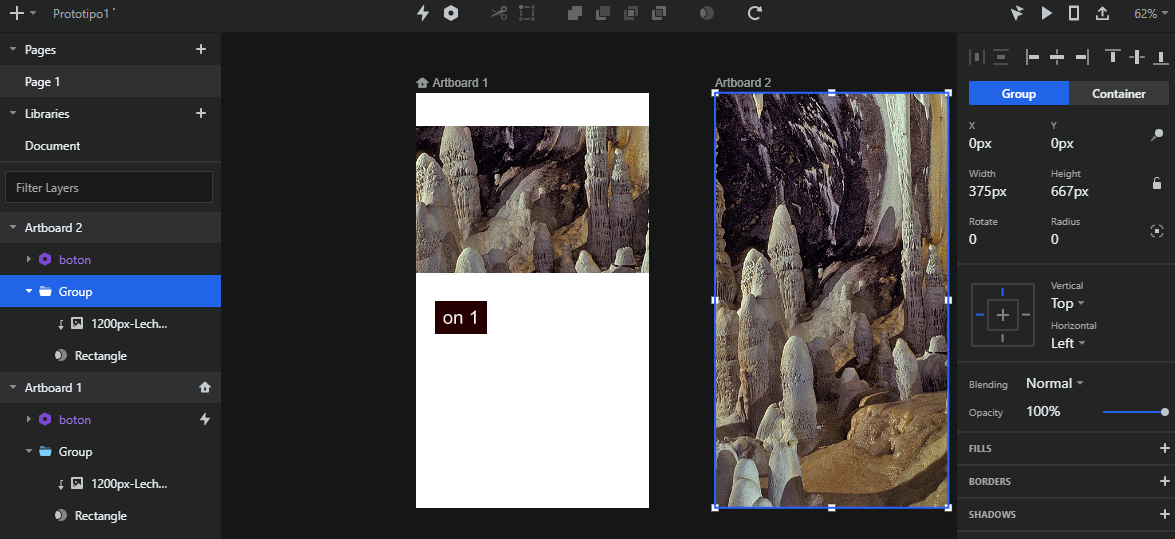 Prototipo1*
62%
Pages
Page 1
Libraries
Document
Filter Layers
Artboard 2
boton
Group
1200px-Lech...
Rectangle
Artboard 1
boton
Group
1200px-Lech...
Rectangle
Artboard 1
on 1
Artboard 2
Group Container
X Y
0px 0px
Width Height
375px 667px
Rotate Radius
0 0
Vertical
Top
Horizontal
Left
Blending Normal
Opacity 100%
FILLS
BORDERS
SHADOWS